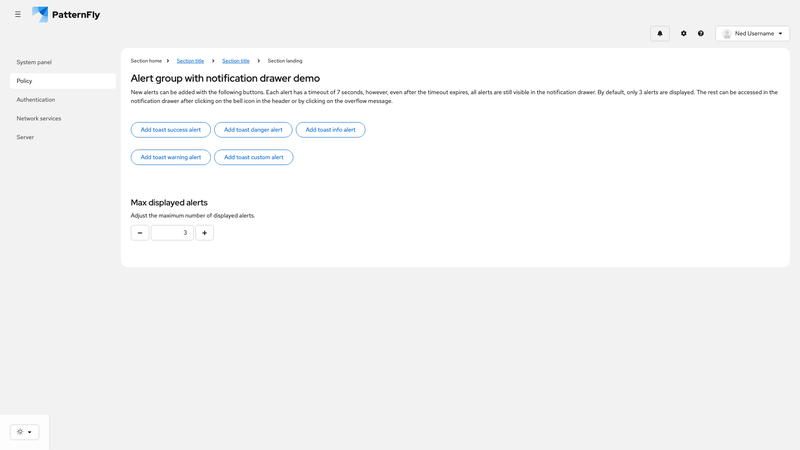 PatternFly
Ned Username
System panel
Policy
Authentication
Network services
Server
Section home
Section title
Section title
Section landing
Alert group with notification drawer demo
New alerts can be added with the following buttons. Each alert has a timeout of 7 seconds, however, even after the timeout expires, all alerts are still visible in the notification drawer. By default, only 3 alerts are displayed. The rest can be accessed in the
notification drawer after clicking on the bell icon in the header or by clicking on the overflow message.
Add toast success alert
Add toast danger alert
Add toast info alert
Add toast warning alert
Add toast custom alert
Max displayed alerts
Adjust the maximum number of displayed alerts.
3